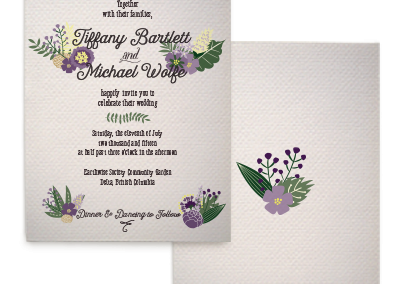 Together
with their families,
Tiffany Bartlett
and
Michael Wolfe
happily invite you to
celebrate their wedding
Saturday, the eleventh of July
two thousand and fifteen
at half past three o'clock in the afternoon
Earthwise Society Community Garden
Delta, British Columbia
Dinner & Dancing to Follow